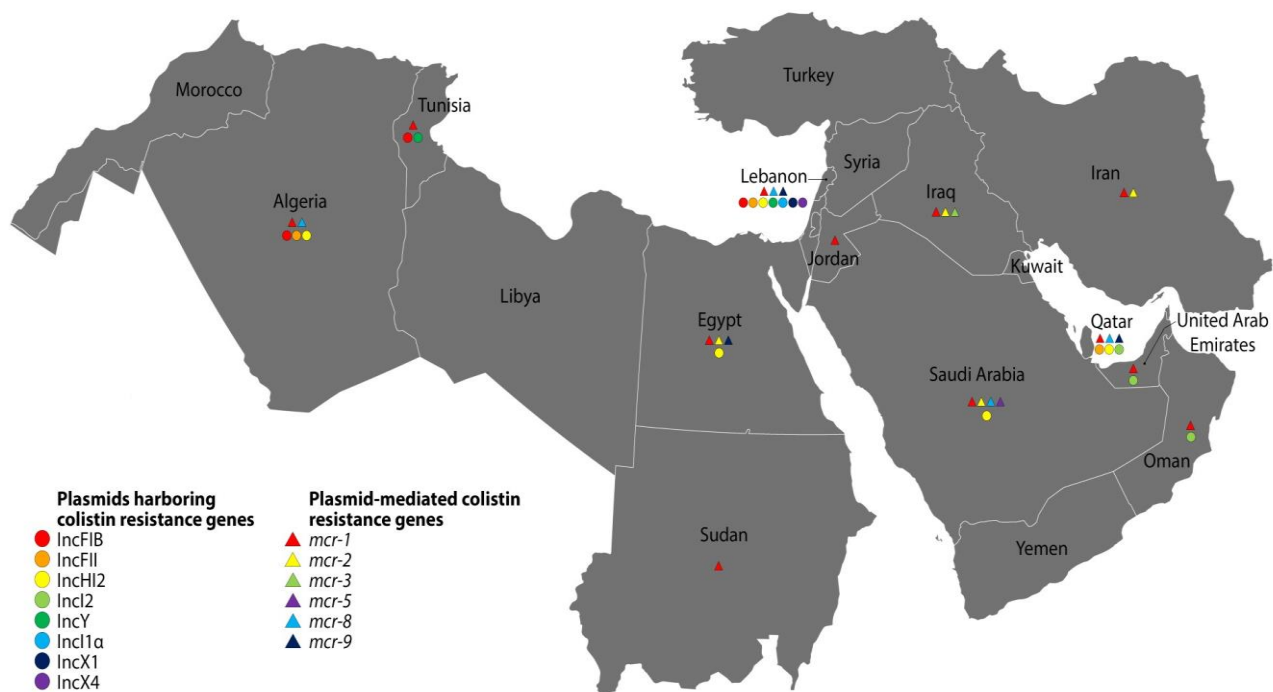 Turkey
Morocco
Tunisia
Syria
Lebanon
Iran
Iraq
Algeria
Jordan
Kuwait
Libya
Egypt
Qatar
United Arab
Emirates
Saudi Arabia
Oman
Sudan
Yemen
Plasmids harboring
colistin resistance genes
IncFIB
IncFII
IncHI2
IncI2
IncY
IncI1α
IncX1
IncX4
Plasmid-mediated colistin
resistance genes
mcr-1
mcr-2
mcr-3
mcr-5
mcr-8
mcr-9